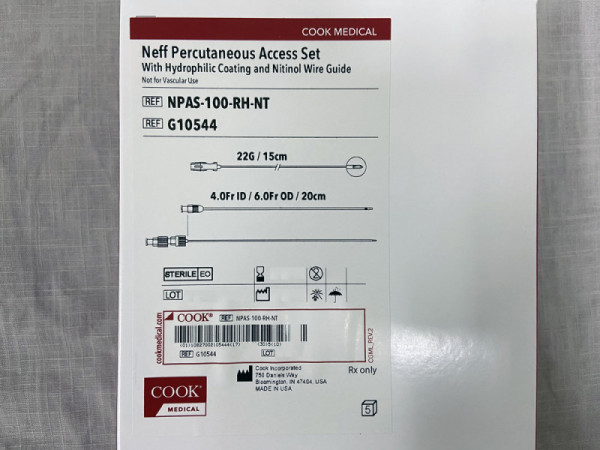 COOK MEDICAL
Neff Percutaneous Access Set
With Hydrophilic Coating and Nitinol Wire Guide
Not for Vascular Use
REF NPAS-100-RH-NT
REF G10544
22G / 15cm
4.0Fr ID / 6.0Fr OD / 20cm
STERILE EO
LOT
cookmedical.com
COOK® REF NPAS-100-RH-NT
REF G10544 LOT
CGML_REV.2
Cook Incorporated
750 Daniels Way
Bloomington, IN 47404, USA
MADE IN USA
Rx only
COOK®
MEDICAL
5